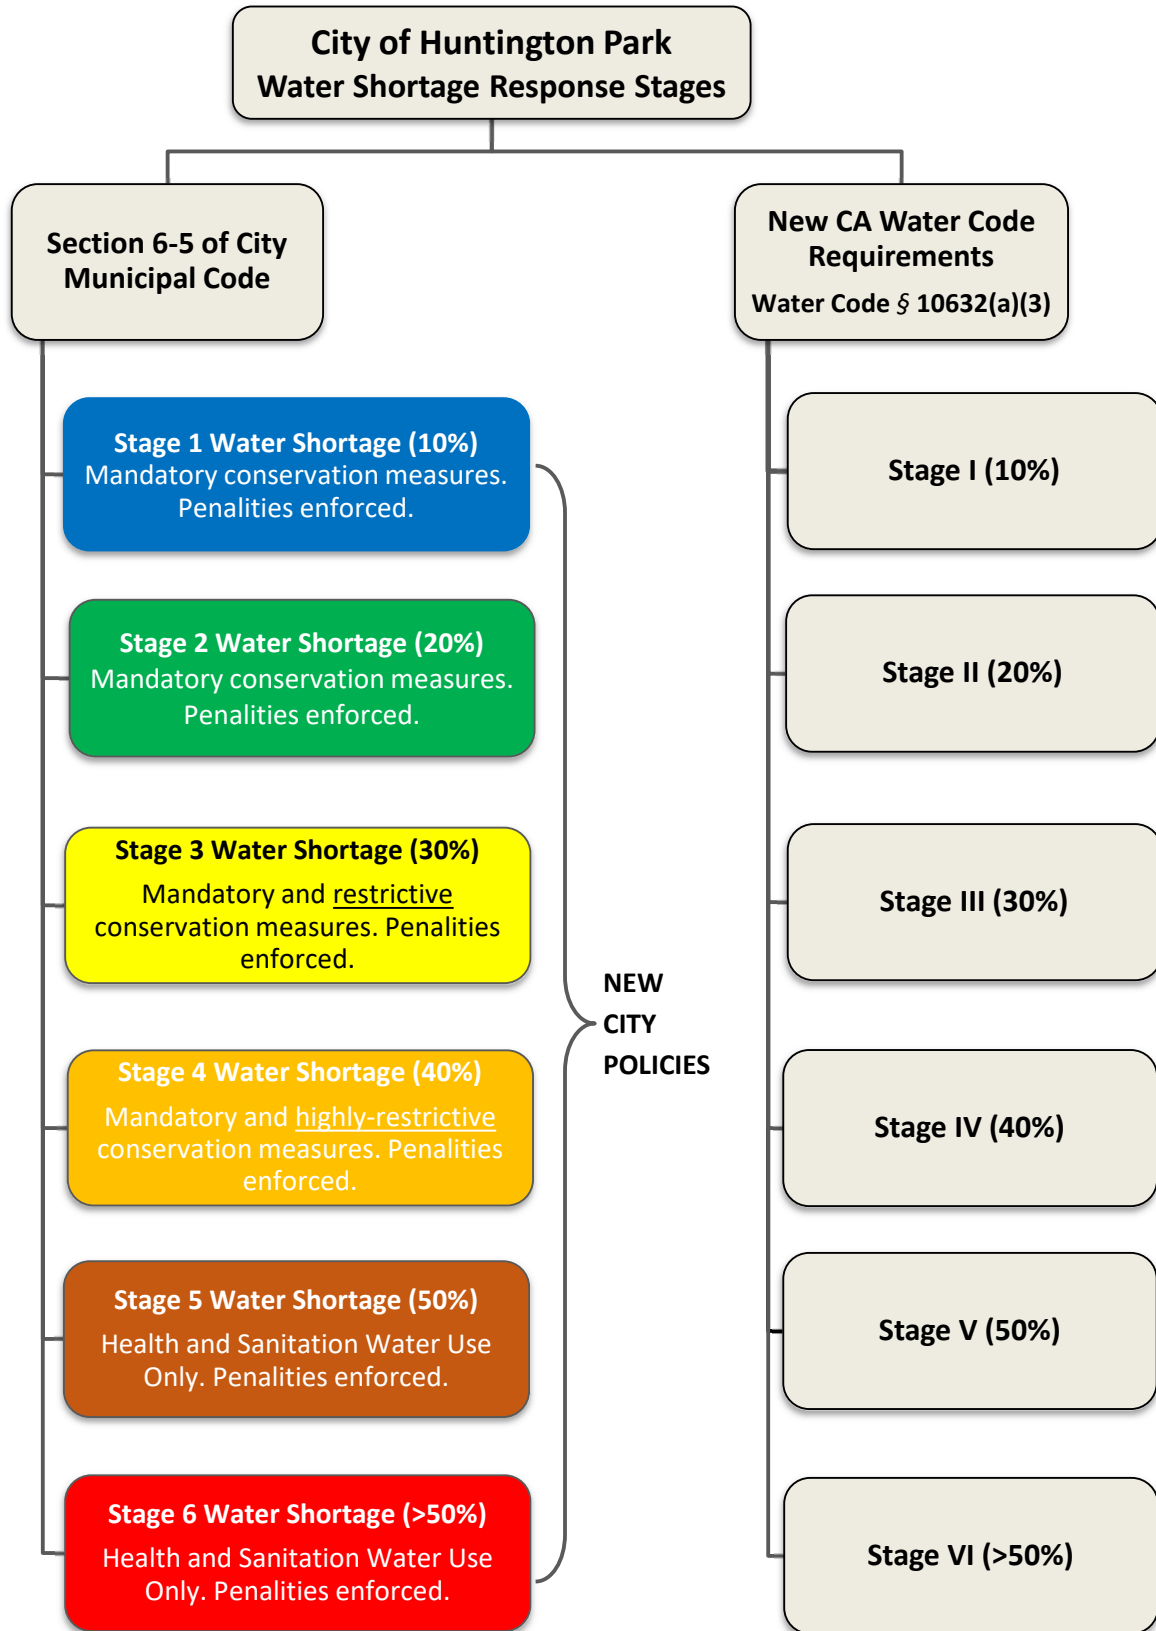 City of Huntington Park
Water Shortage Response Stages
Section 6-5 of City
Municipal Code
New CA Water Code
Requirements
Water Code § 10632(a)(3)
Stage 1 Water Shortage (10%)
Mandatory conservation measures.
Penalities enforced.
Stage 2 Water Shortage (20%)
Mandatory conservation measures.
Penalities enforced.
Stage 3 Water Shortage (30%)
Mandatory and restrictive
conservation measures. Penalities
enforced.
Stage 4 Water Shortage (40%)
Mandatory and highly-restrictive
conservation measures. Penalities
enforced.
Stage 5 Water Shortage (50%)
Health and Sanitation Water Use
Only. Penalities enforced.
Stage 6 Water Shortage (>50%)
Health and Sanitation Water Use
Only. Penalities enforced.
NEW
CITY
POLICIES
Stage I (10%)
Stage II (20%)
Stage III (30%)
Stage IV (40%)
Stage V (50%)
Stage VI (>50%)